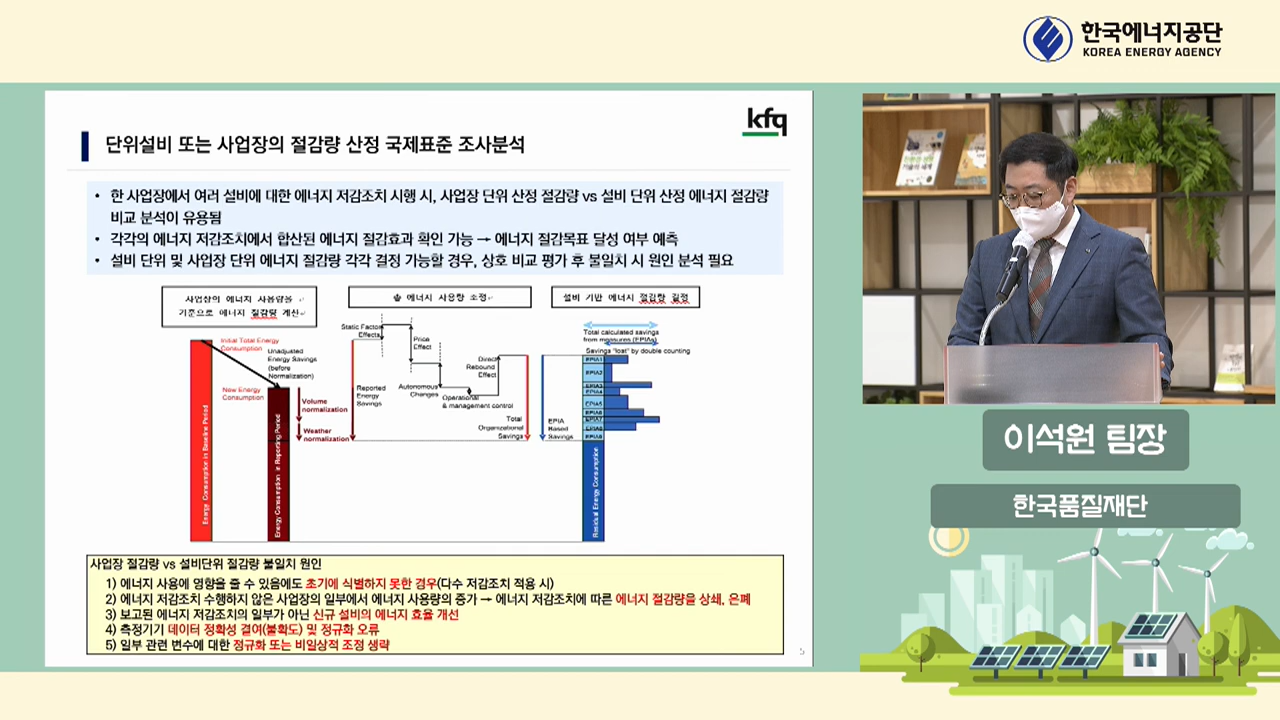 한국에너지공단
KOREA ENERGY AGENCY
kfq
단위설비 또는 사업장의 절감량 산정 국제표준 조사분석
• 한 사업장에서 여러 설비에 대한 에너지 저감조치 시행 시, 사업장 단위 산정 절감량 vs 설비 단위 산정 에너지 절감량
비교 분석이 유용됨
• 각각의 에너지 저감조치에서 합산된 에너지 절감효과 확인 가능 → 에너지 절감목표 달성 여부 예측
• 설비 단위 및 사업장 단위 에너지 절감량 각각 결정 가능할 경우, 상호 비교 평가 후 불일치 시 원인 분석 필요
사업장의 에너지 사용량을
기준으로 에너지 절감량 계산
총 에너지 사용량 조정
설비 기반 에너지 절감량 결정
Initial Total Energy
Consumption
Unadjusted
Energy Savings
(before
Normalization)
New Energy
Consumption
Volume
normalization
Weather
normalization
Energy Consumption in Baseline Period
Energy Consumption in Reporting Period
Static Factor
Effects
Price
Effect
Reported
Energy
Savings
Autonomous
Changes
Operational
& management control
Direct
Rebound
Effect
Total
Organizational
Savings
EPIA
Based
Savings
Total calculated savings
from measures (EPIAs)
Savings "lost" by double counting
EPIA1
EPIA2
EPIA3
EPIA4
EPIA5
EPIA6
EPIA7
EPIA8
EPIA9
Residual Energy Consumption
사업장 절감량 vs 설비단위 절감량 불일치 원인
1) 에너지 사용에 영향을 줄 수 있음에도 초기에 식별하지 못한 경우(다수 저감조치 적용 시)
2) 에너지 저감조치 수행하지 않은 사업장의 일부에서 에너지 사용량의 증가 → 에너지 저감조치에 따른 에너지 절감량을 상쇄, 은폐
3) 보고된 에너지 저감조치의 일부가 아닌 신규 설비의 에너지 효율 개선
4) 측정기기 데이터 정확성 결여(불확도) 및 정규화 오류
5) 일부 관련 변수에 대한 정규화 또는 비일상적 조정 생략
5
이석원 팀장
한국품질재단